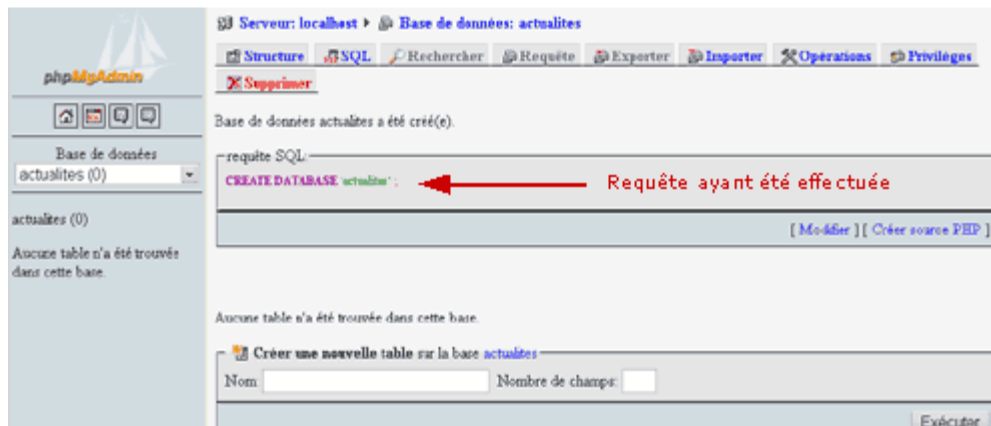 Serveur: localhost ▸ Base de données: actualites
Structure SQL Rechercher Requête Exporter Importer Opérations Privilèges
Supprimer
phpMyAdmin
Base de données
actualites (0)
actualites (0)
Aucune table n'a été trouvée
dans cette base.
Base de données actualites a été créé(e).
requête SQL:
CREATE DATABASE `actualites` ;
Requête ayant été effectuée
[ Modifier ] [ Créer source PHP ]
Aucune table n'a été trouvée dans cette base.
Créer une nouvelle table sur la base actualites
Nom: Nombre de champs:
Exécuter